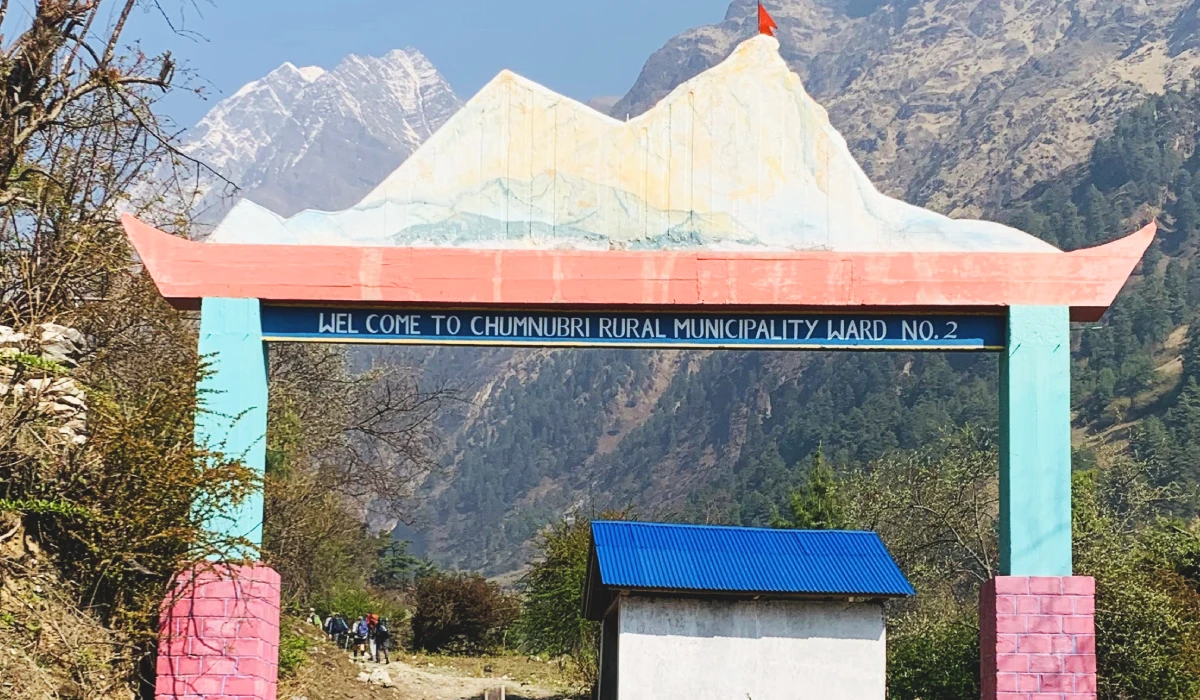 WEL COME TO CHUMNUBRI RURAL MUNICIPALITY WARD NO.2